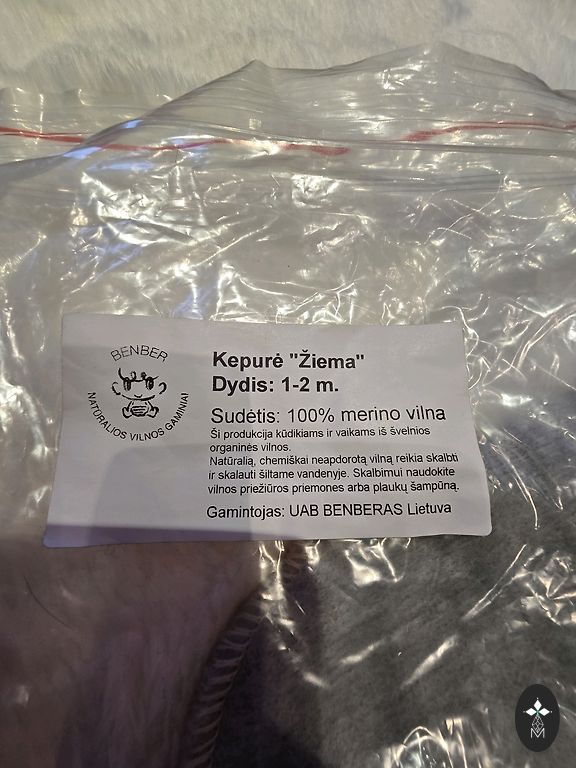 BENBER
NATŪRALIOS VILNOS GAMINIAI
Kepurė "Žiema"
Dydis: 1-2 m.
Sudėtis: 100% merino vilna
Ši produkcija kūdikiams ir vaikams iš švelnios
organinės vilnos.
Natūralią, chemiškai neapdorotą vilną reikia skalbti
ir skalauti šiltame vandenyje. Skalbimui naudokite
vilnos priežiūros priemones arba plaukų šampūną.
Gamintojas: UAB BENBERAS Lietuva
M